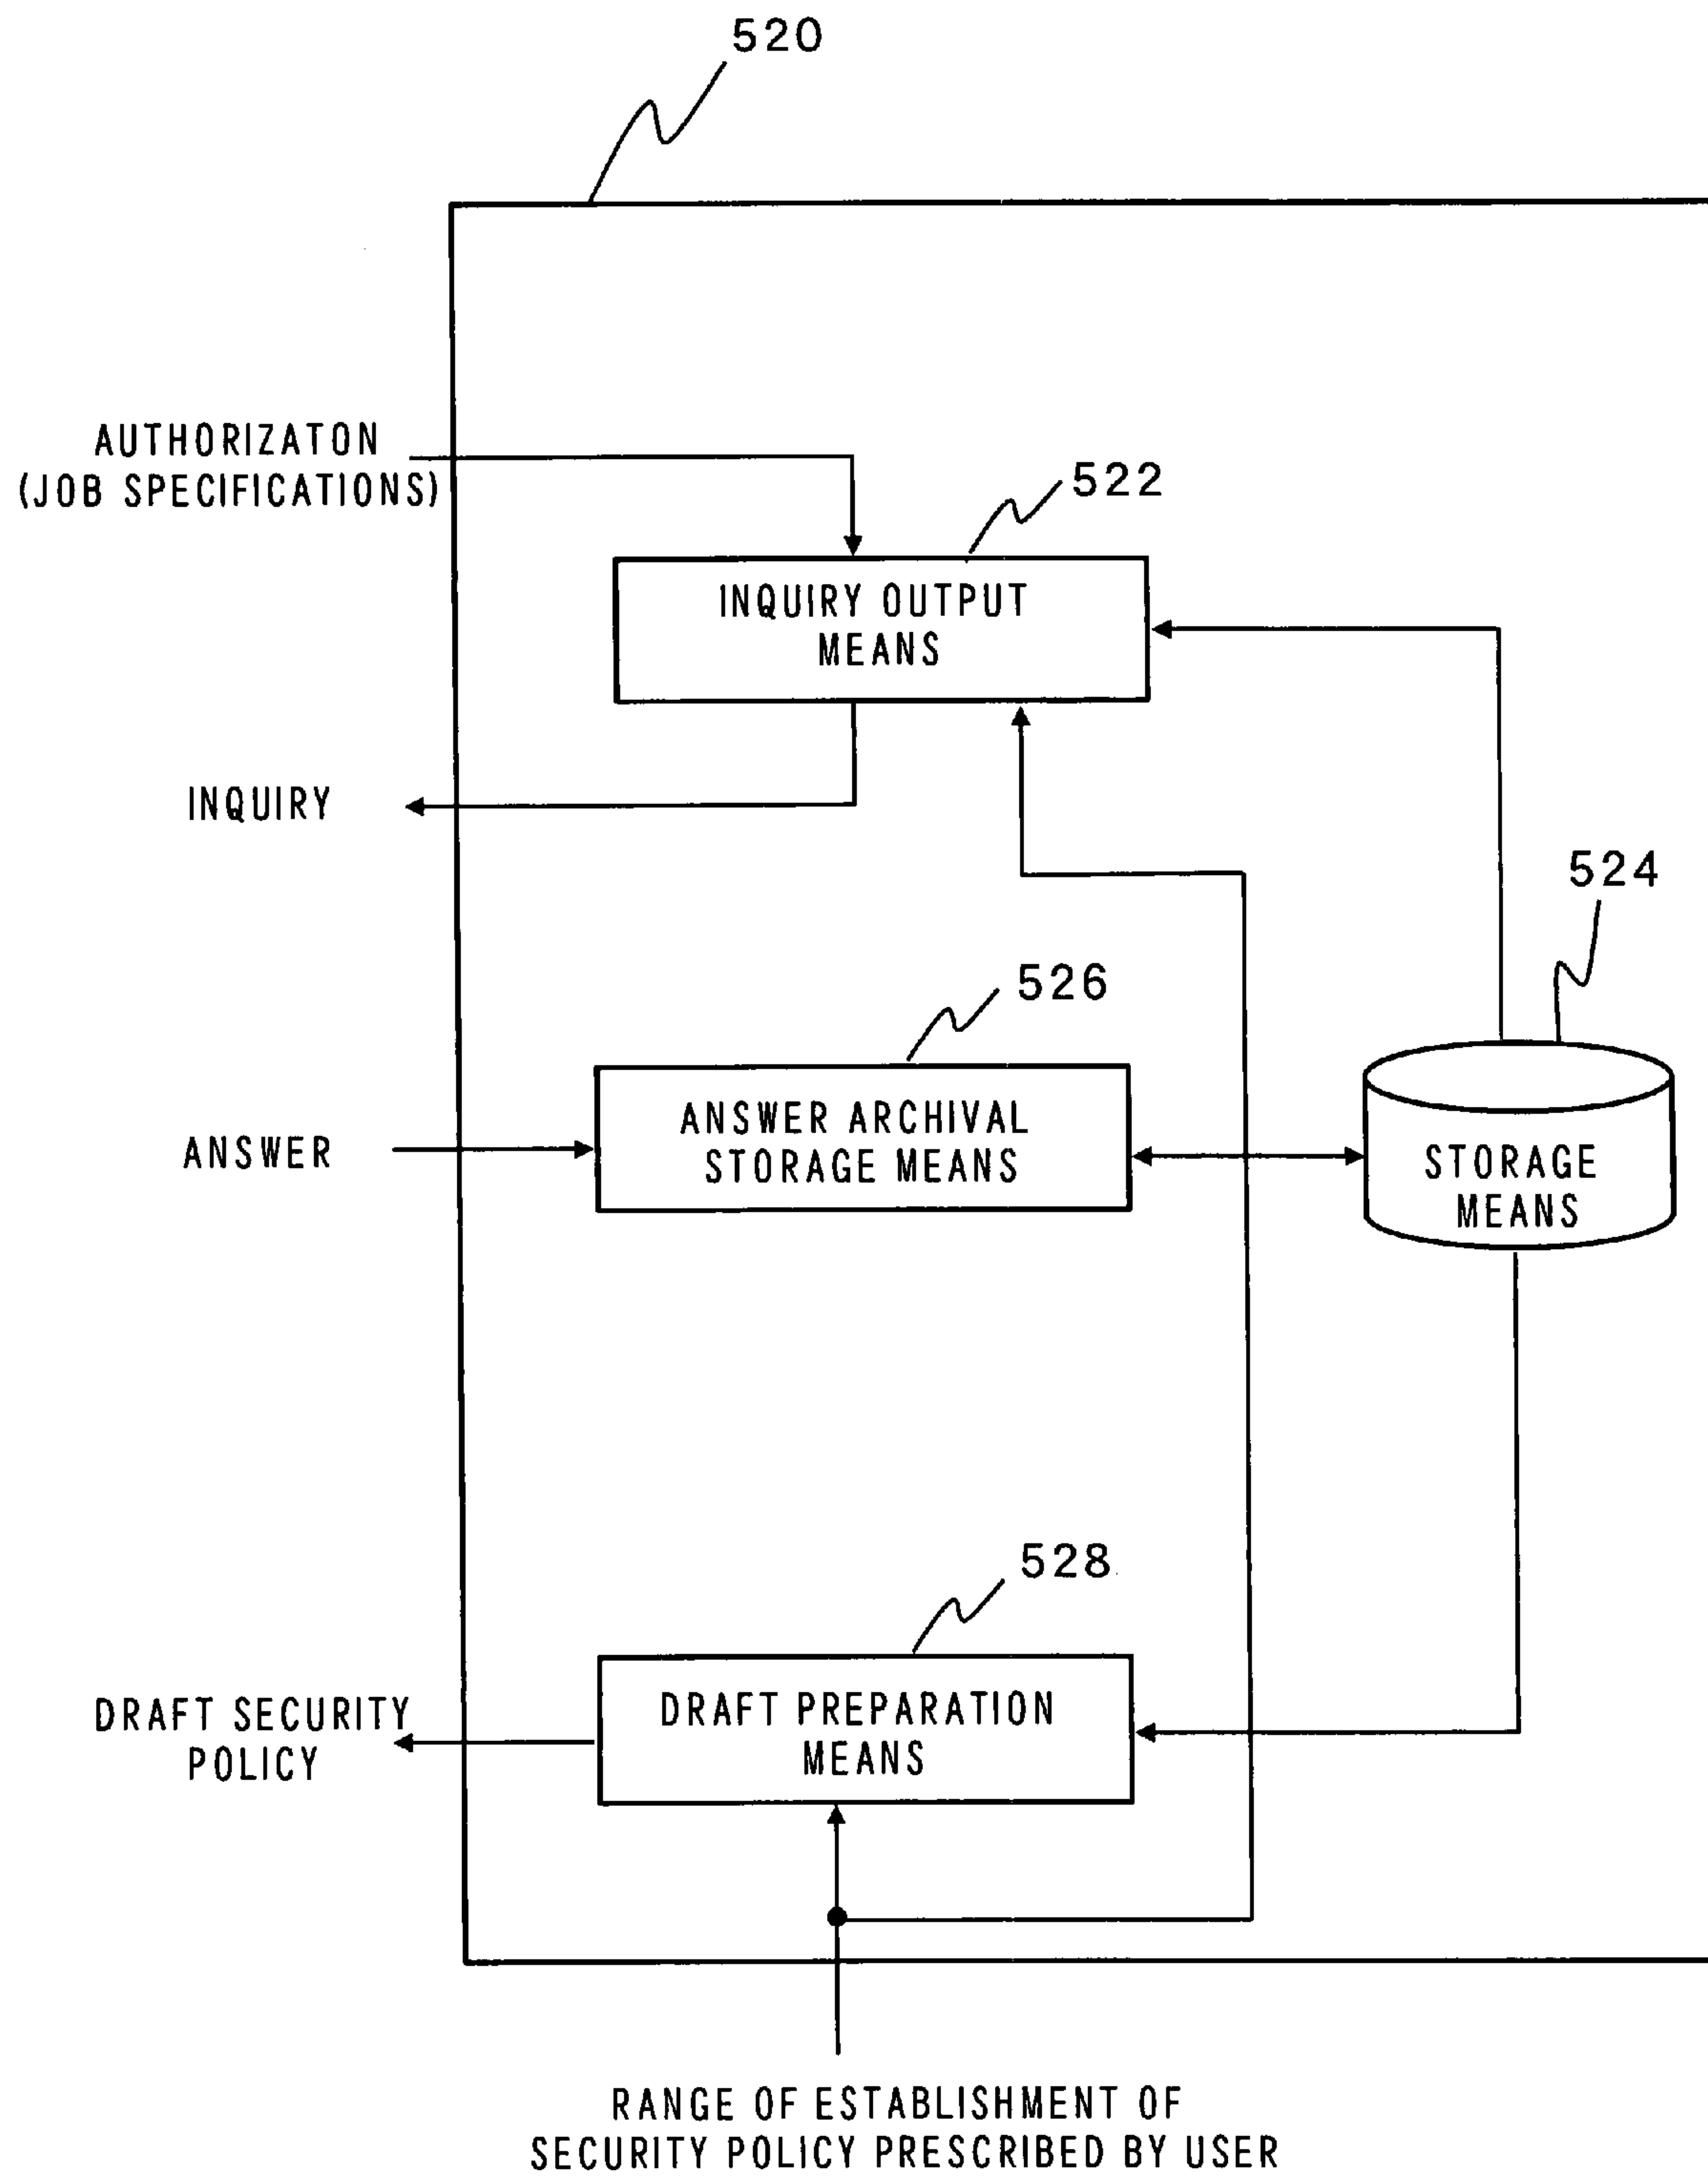 520
AUTHORIZATON
(JOB SPECIFICATIONS)
522
INQUIRY OUTPUT
MEANS
INQUIRY
524
526
ANSWER
ANSWER ARCHIVAL
STORAGE MEANS
STORAGE
MEANS
528
DRAFT SECURITY
POLICY
DRAFT PREPARATION
MEANS
RANGE OF ESTABLISHMENT OF
SECURITY POLICY PRESCRIBED BY USER